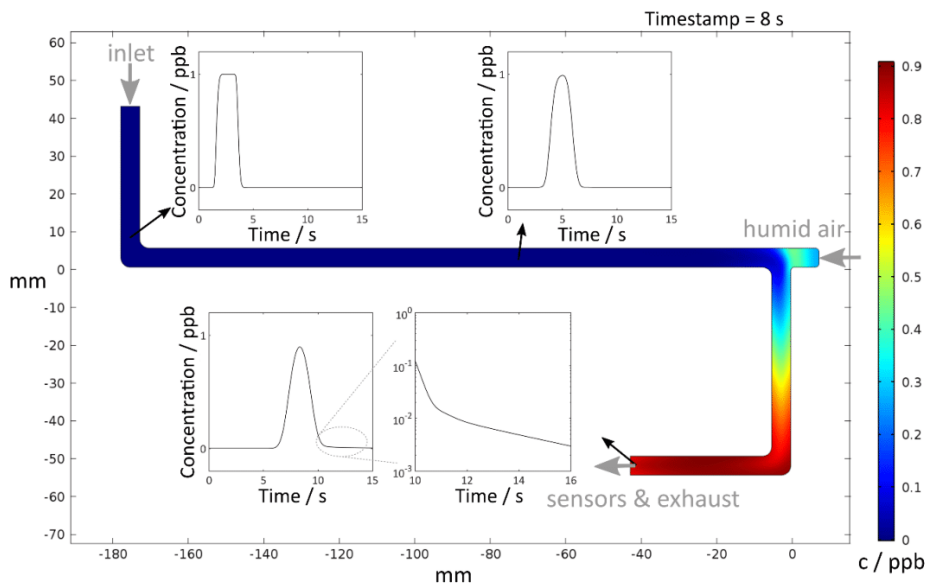 Timestamp = 8 s
60
50
40
30
20
10
0
-10
-20
-30
-40
-50
-60
-70
mm
inlet
Concentration / ppb
1
0
0 5 10 15
Time / s
Concentration / ppb
1
0
0 5 10 15
Time / s
humid air
Concentration / ppb
1
0
0 5 10 15
Time / s
10^0
10^-1
10^-2
10^-3
10 12 14 16
Time / s
sensors & exhaust
-180 -160 -140 -120 -100 -80 -60 -40 -20 0
mm
0.9
0.8
0.7
0.6
0.5
0.4
0.3
0.2
0.1
0
c / ppb